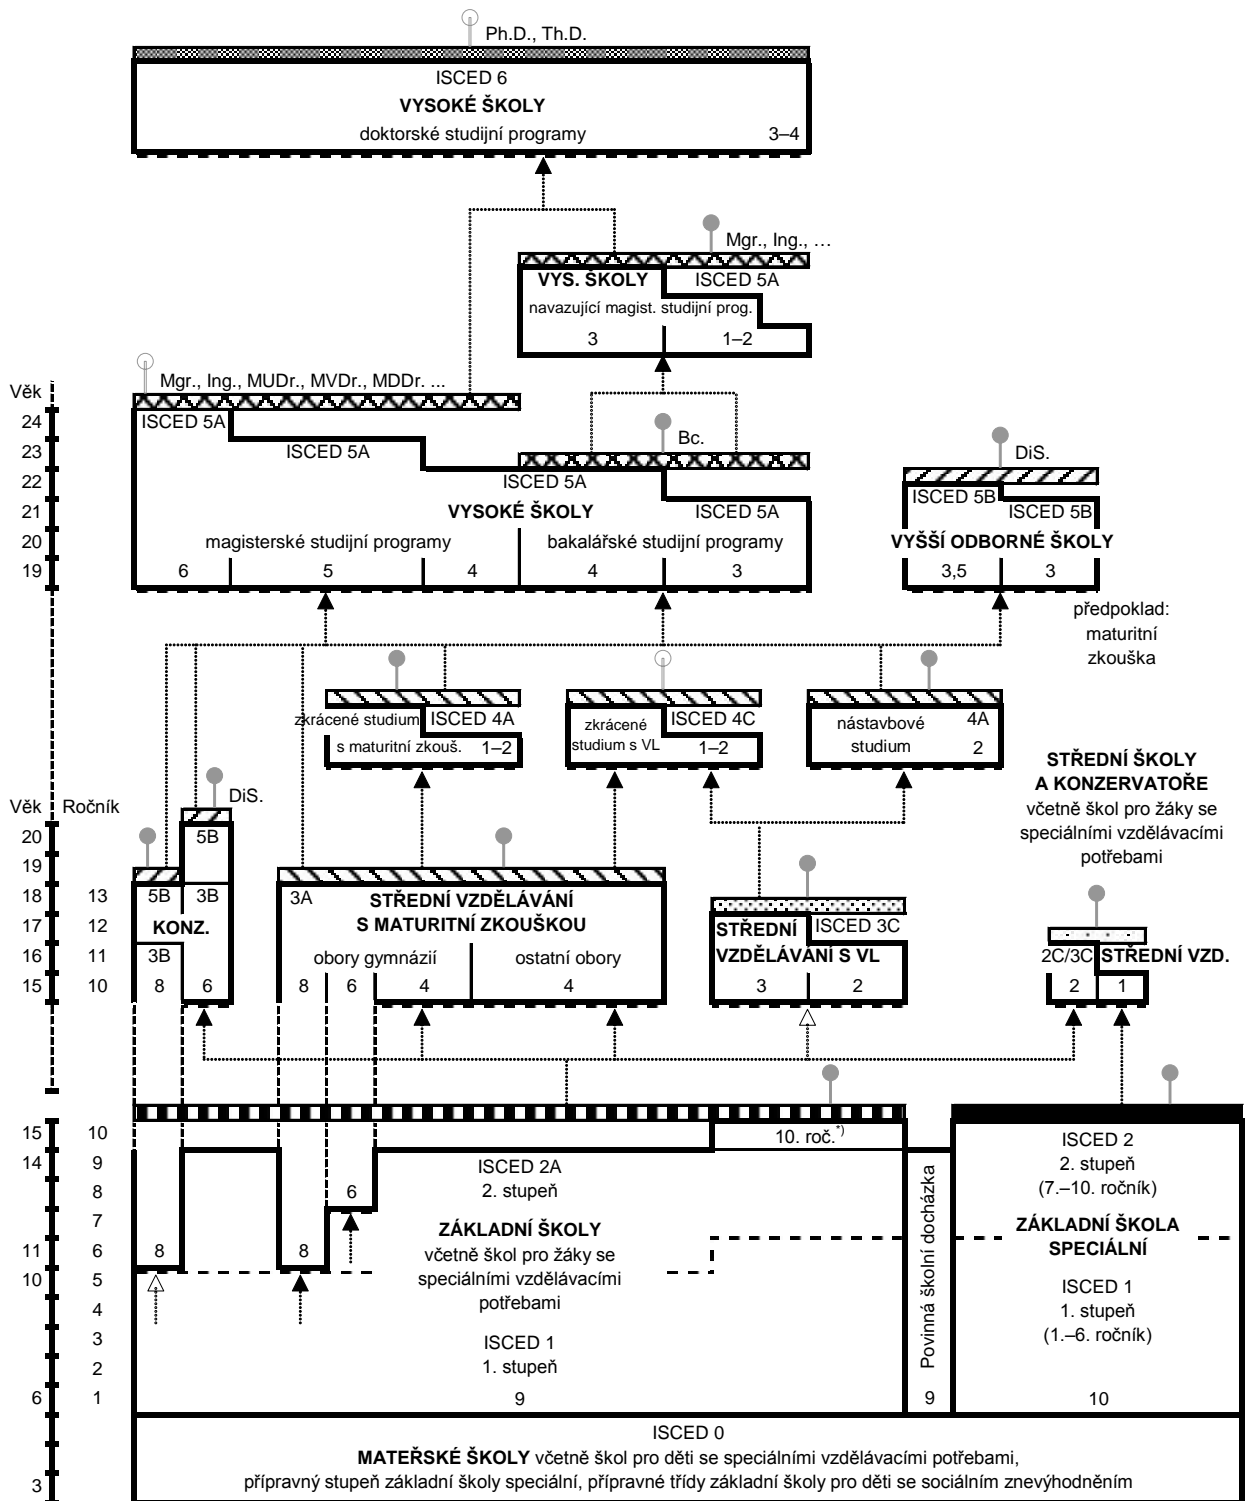 Ph.D., Th.D.
ISCED 6
VYSOKÉ ŠKOLY
doktorské studijní programy 3–4
Mgr., Ing., …
VYS. ŠKOLY ISCED 5A
navazující magist. studijní prog.
3 1–2
Mgr., Ing., MUDr., MVDr., MDDr. ...
Věk
24 ISCED 5A
23 ISCED 5A Bc. DiS.
22 ISCED 5A ISCED 5B
21 VYSOKÉ ŠKOLY ISCED 5A ISCED 5B
20 magisterské studijní programy bakalářské studijní programy VYŠŠÍ ODBORNÉ ŠKOLY
19 6 5 4 4 3 3,5 3
předpoklad:
maturitní
zkouška
zkrácené studium ISCED 4A
s maturitní zkouš. 1–2
zkrácené ISCED 4C
studium s VL 1–2
nástavbové 4A
studium 2
STŘEDNÍ ŠKOLY
A KONZERVATOŘE
včetně škol pro žáky se
speciálními vzdělávacími
potřebami
DiS.
Věk Ročník
20 5B
19
18 13 5B 3B 3A STŘEDNÍ VZDĚLÁVÁNÍ
17 12 KONZ. S MATURITNÍ ZKOUŠKOU STŘEDNÍ ISCED 3C
16 11 3B obory gymnázií ostatní obory VZDĚLÁVÁNÍ S VL 2C/3C STŘEDNÍ VZD.
15 10 8 6 8 6 4 4 3 2 2 1
15 10 10. roč.*) ISCED 2
14 9 ISCED 2A 2. stupeň
8 6 2. stupeň (7.–10. ročník)
7 ZÁKLADNÍ ŠKOLY ZÁKLADNÍ ŠKOLA
11 6 8 8 včetně škol pro žáky se SPECIÁLNÍ
10 5 speciálními vzdělávacími ISCED 1
4 potřebami 1. stupeň
3 ISCED 1 (1.–6. ročník)
2 1. stupeň
Povinná školní docházka
6 1 9 9 10
ISCED 0
MATEŘSKÉ ŠKOLY včetně škol pro děti se speciálními vzdělávacími potřebami,
3 přípravný stupeň základní školy speciální, přípravné třídy základní školy pro děti se sociálním znevýhodněním